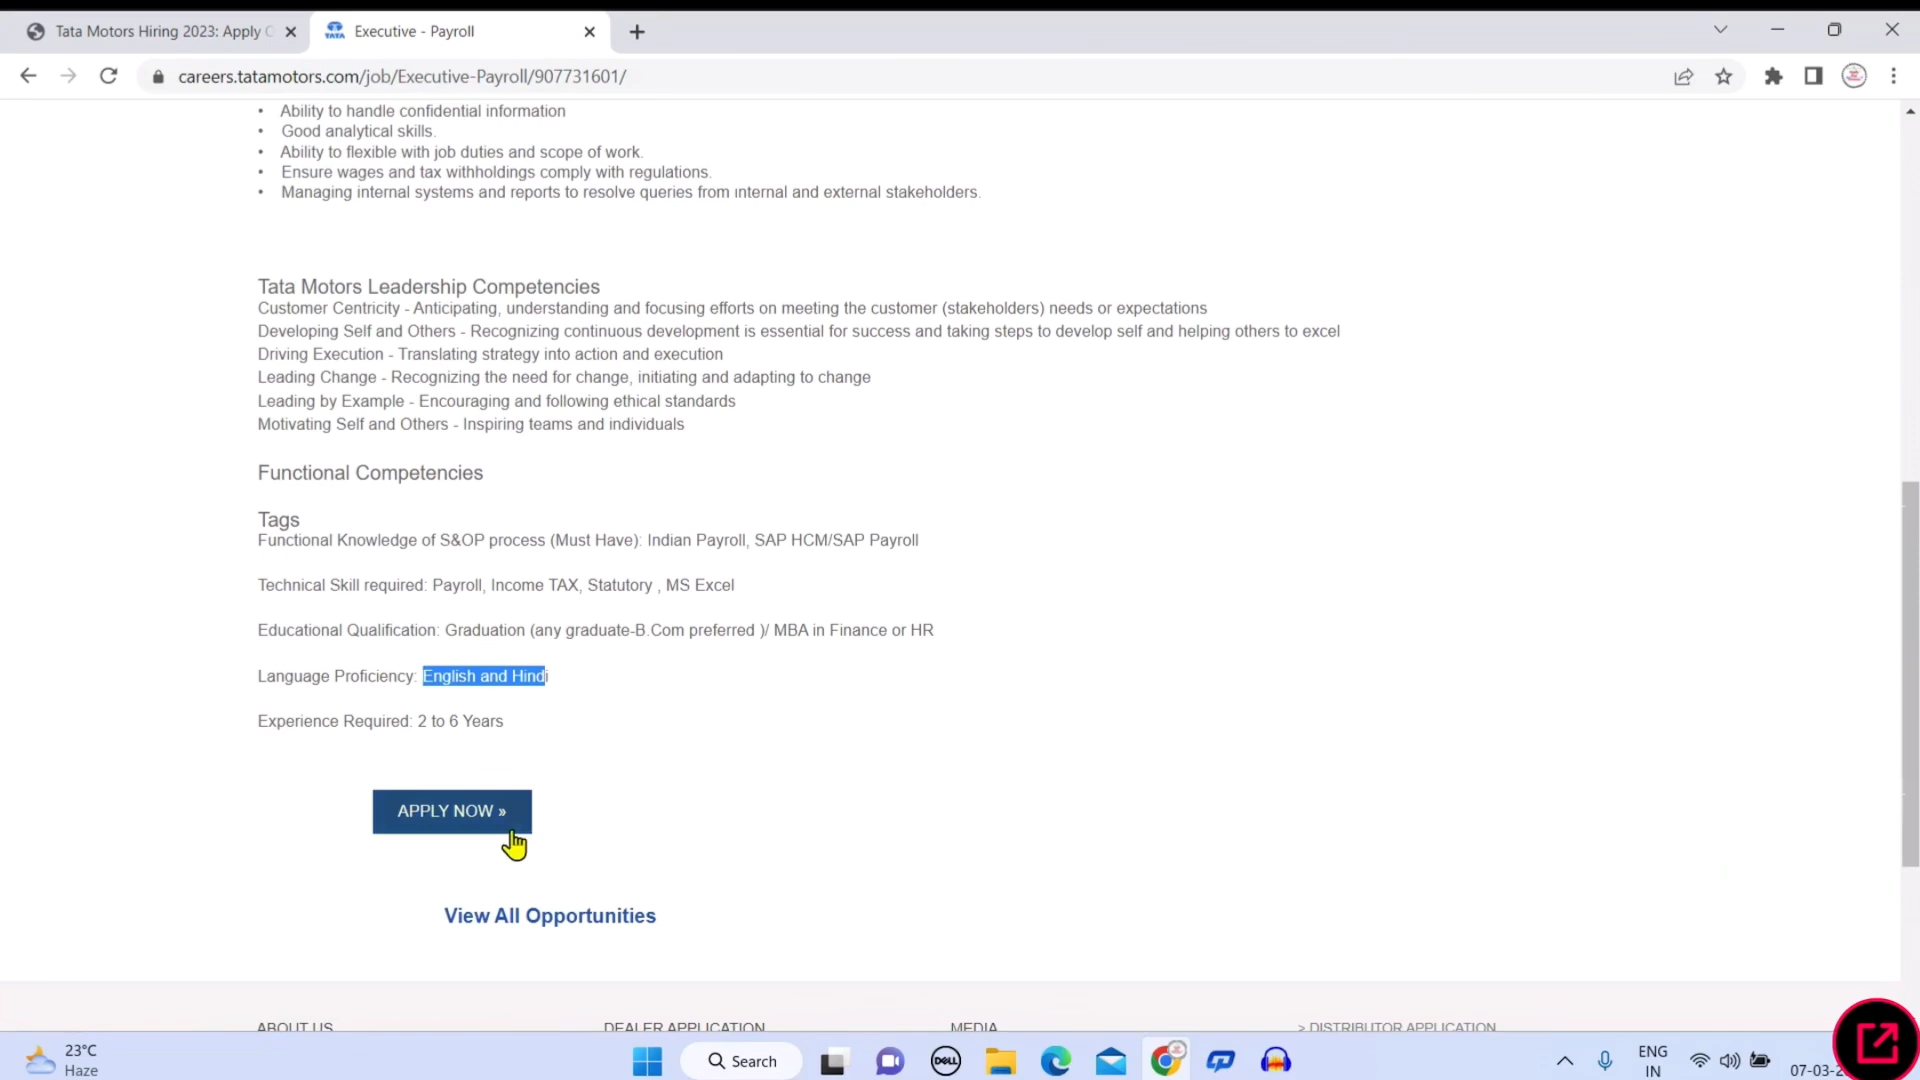 Tata Motors Hiring 2023: Apply
Executive - Payroll
careers.tatamotors.com/job/Executive-Payroll/907731601/
• Ability to handle confidential information
• Good analytical skills.
• Ability to flexible with job duties and scope of work.
• Ensure wages and tax withholdings comply with regulations.
• Managing internal systems and reports to resolve queries from internal and external stakeholders.
Tata Motors Leadership Competencies
Customer Centricity - Anticipating, understanding and focusing efforts on meeting the customer (stakeholders) needs or expectations
Developing Self and Others - Recognizing continuous development is essential for success and taking steps to develop self and helping others to excel
Driving Execution - Translating strategy into action and execution
Leading Change - Recognizing the need for change, initiating and adapting to change
Leading by Example - Encouraging and following ethical standards
Motivating Self and Others - Inspiring teams and individuals
Functional Competencies
Tags
Functional Knowledge of S&OP process (Must Have): Indian Payroll, SAP HCM/SAP Payroll
Technical Skill required: Payroll, Income TAX, Statutory , MS Excel
Educational Qualification: Graduation (any graduate-B.Com preferred )/ MBA in Finance or HR
Language Proficiency: English and Hindi
Experience Required: 2 to 6 Years
APPLY NOW »
View All Opportunities
ABOUT US DEALER APPLICATION MEDIA > DISTRIBUTOR APPLICATION
23°C
Haze
Search
DELL
ENG
IN
07-03-2